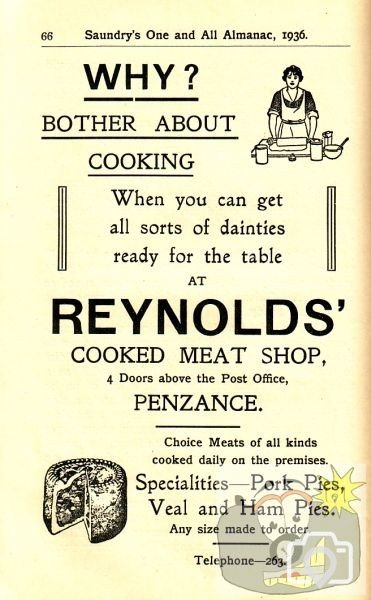 66 Saundry's One and All Almanac, 1936.
WHY?
BOTHER ABOUT
COOKING
When you can get
all sorts of dainties
ready for the table
AT
REYNOLDS'
COOKED MEAT SHOP,
4 Doors above the Post Office,
PENZANCE.
Choice Meats of all kinds
cooked daily on the premises.
Specialities—Pork Pies,
Veal and Ham Pies.
Any size made to order
Telephone—263.